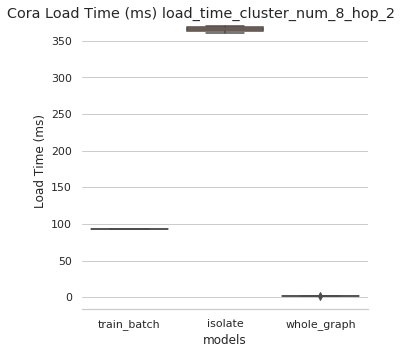 Cora Load Time (ms) load_time_cluster_num_8_hop_2
350
300
250
200
150
100
50
0
Load Time (ms)
train_batch isolate whole_graph
models